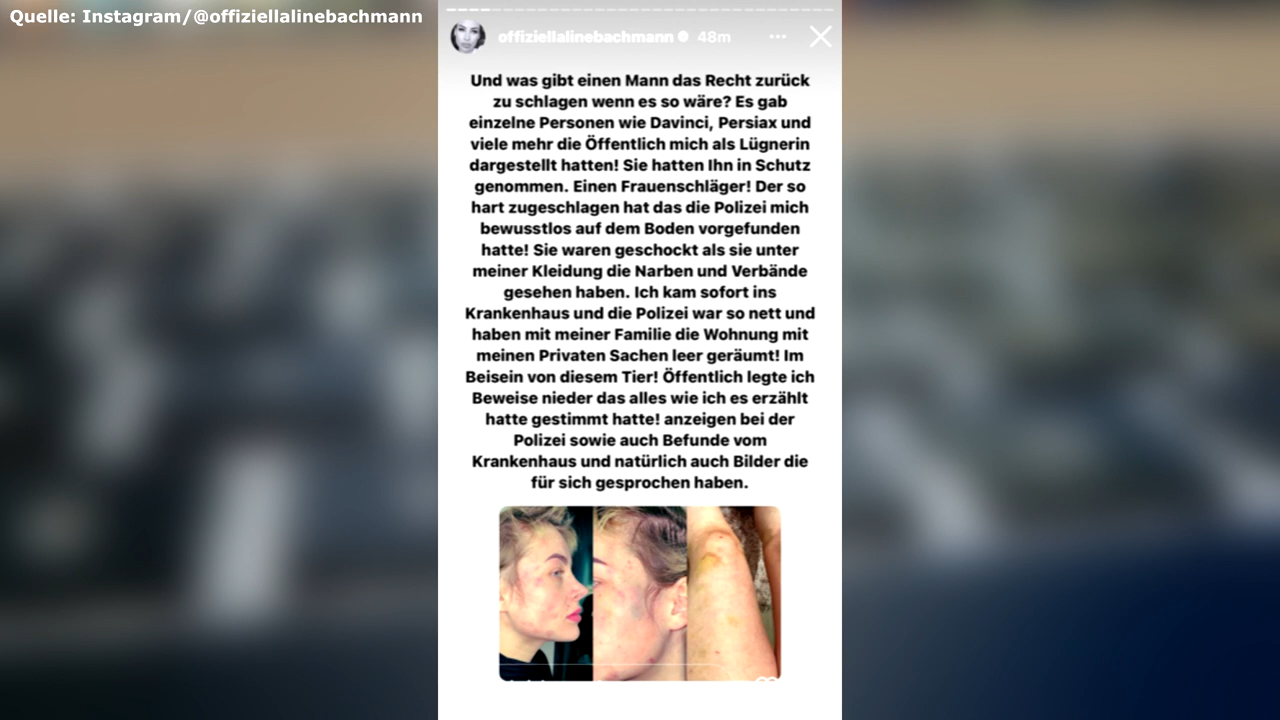 Quelle: Instagram/@offiziellalinebachmann
offiziellalinebachmann 48m
Und was gibt einen Mann das Recht zurück
zu schlagen wenn es so wäre? Es gab
einzelne Personen wie Davinci, Persiax und
viele mehr die Öffentlich mich als Lügnerin
dargestellt hatten! Sie hatten Ihn in Schutz
genommen. Einen Frauenschläger! Der so
hart zugeschlagen hat das die Polizei mich
bewusstlos auf dem Boden vorgefunden
hatte! Sie waren geschockt als sie unter
meiner Kleidung die Narben und Verbände
gesehen haben. Ich kam sofort ins
Krankenhaus und die Polizei war so nett und
haben mit meiner Familie die Wohnung mit
meinen Privaten Sachen leer geräumt! Im
Beisein von diesem Tier! Öffentlich legte ich
Beweise nieder das alles wie ich es erzählt
hatte gestimmt hatte! anzeigen bei der
Polizei sowie auch Befunde vom
Krankenhaus und natürlich auch Bilder die
für sich gesprochen haben.